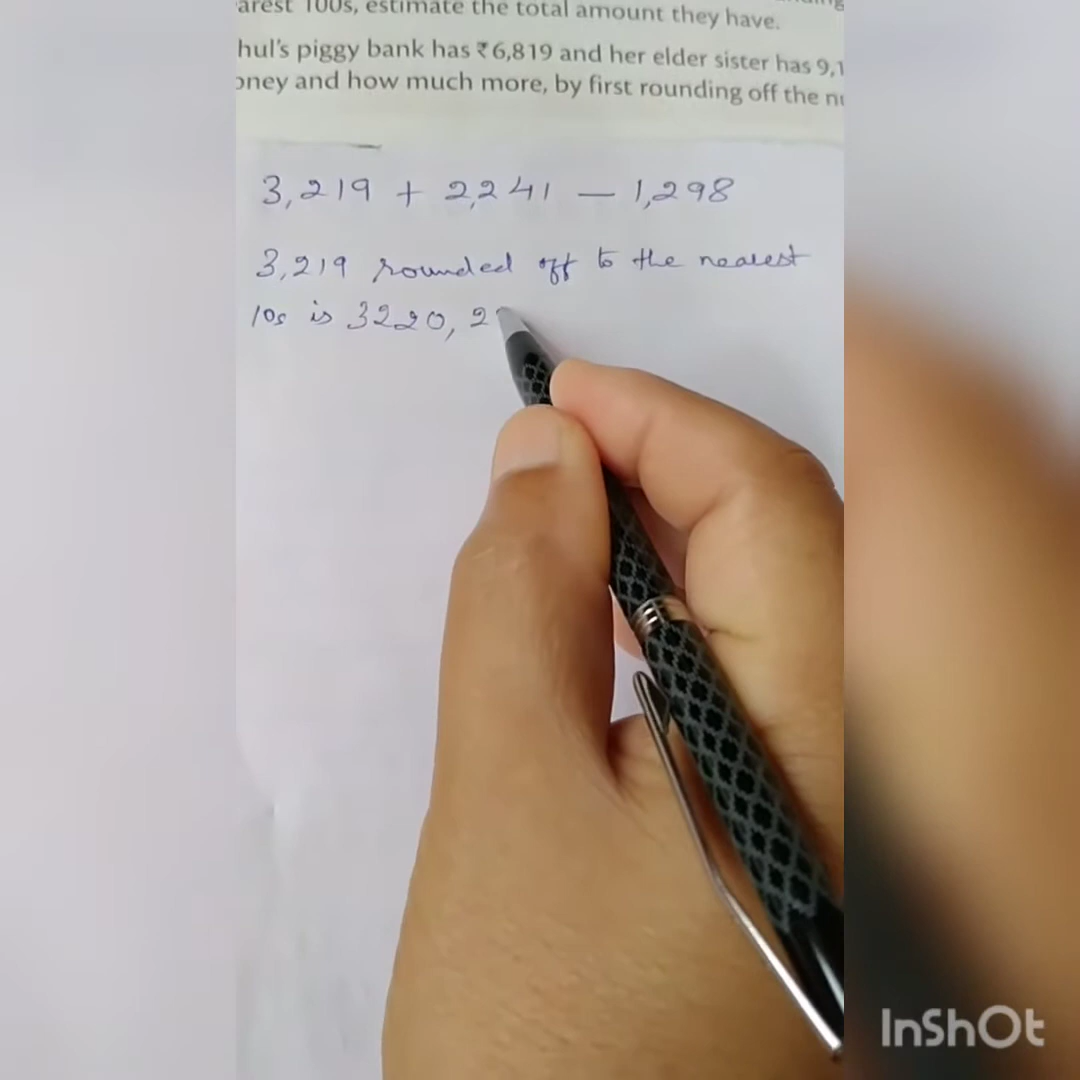 arest 100s, estimate the total amount they have.
hul's piggy bank has ₹6,819 and her elder sister has 9,1
oney and how much more, by first rounding off the nu
3,219 + 2,241 — 1,298
3,219 rounded off to the nearest
10s is 3220, 2
InShOt